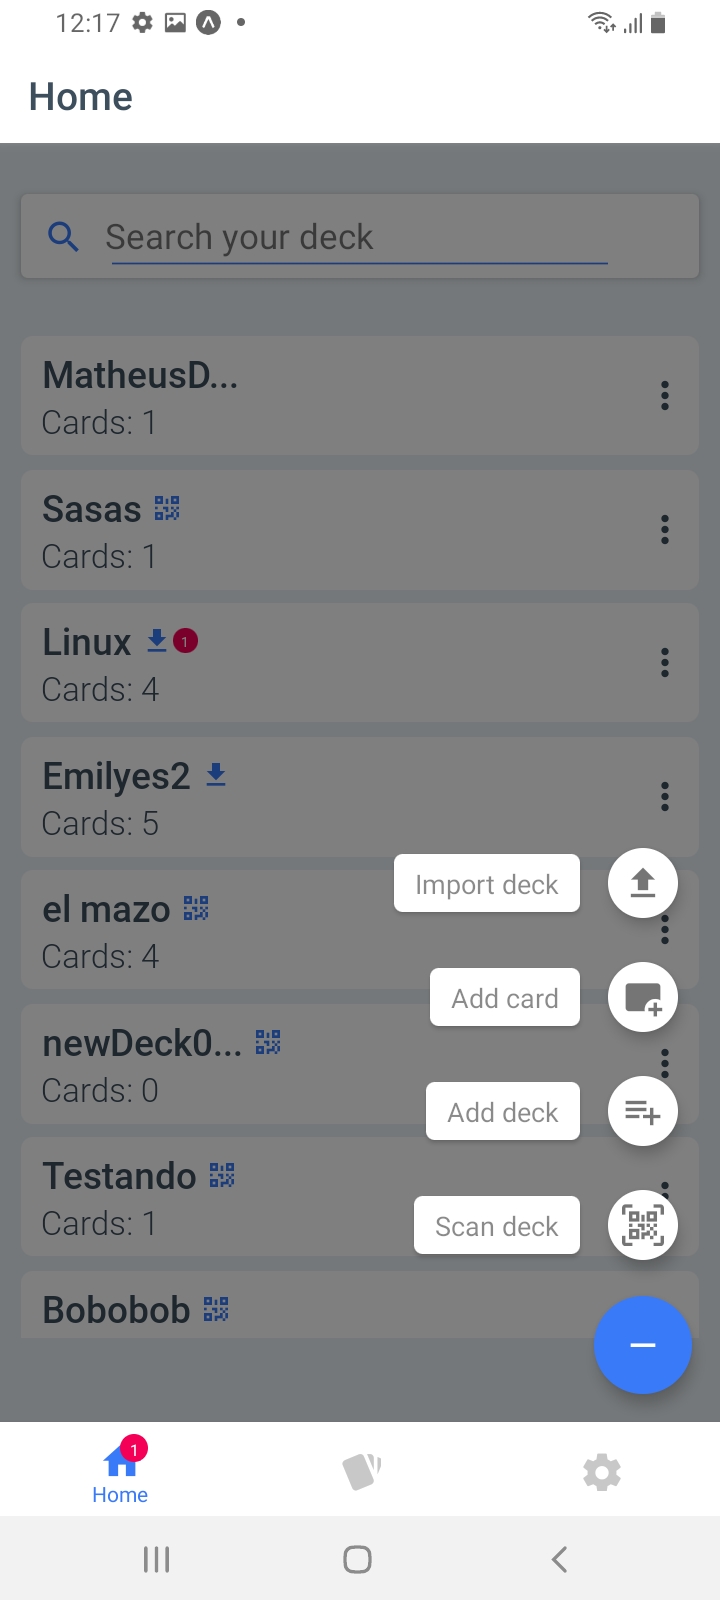 12:17
Home
Search your deck
MatheusD...
Cards: 1
Sasas
Cards: 1
Linux 1
Cards: 4
Emilyes2
Cards: 5
Import deck
el mazo
Cards: 4
Add card
newDeck0...
Cards: 0
Add deck
Testando
Cards: 1
Scan deck
Bobobob
1
Home